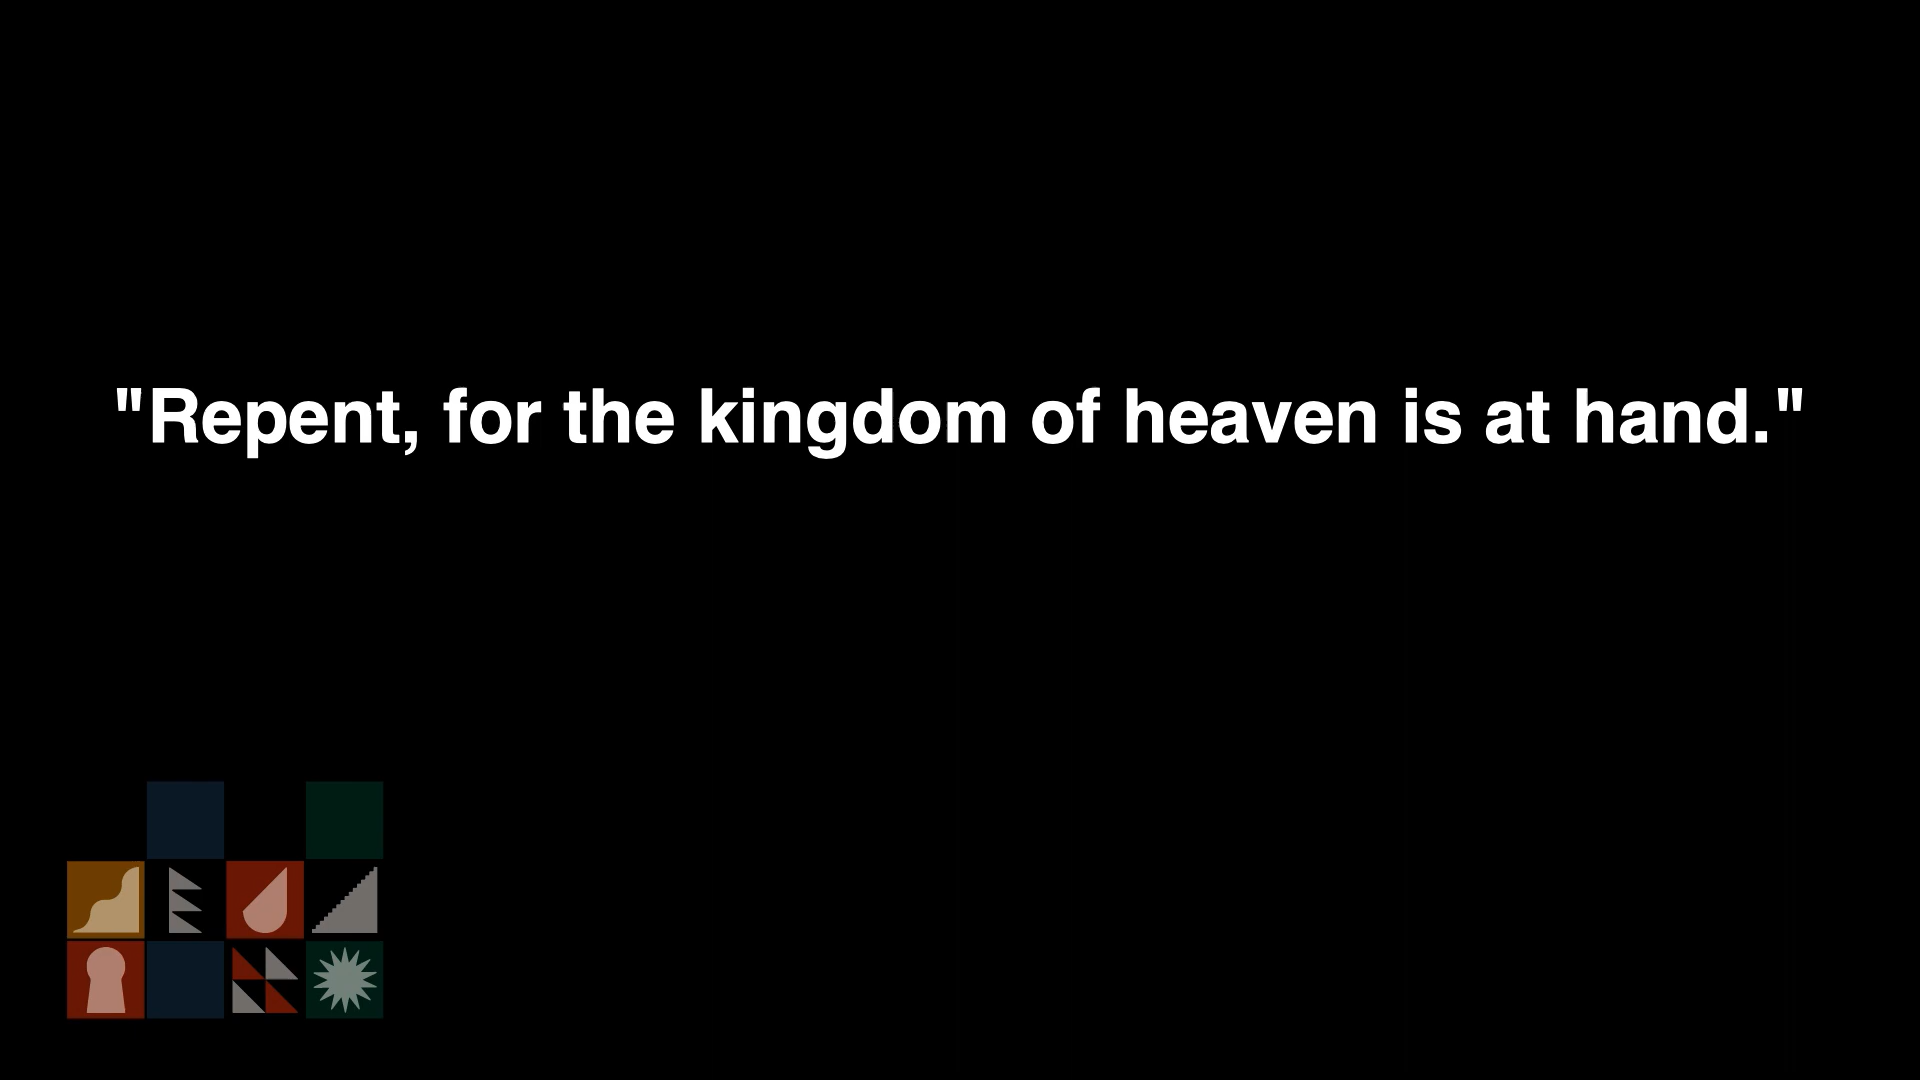 "Repent, for the kingdom of heaven is at hand."